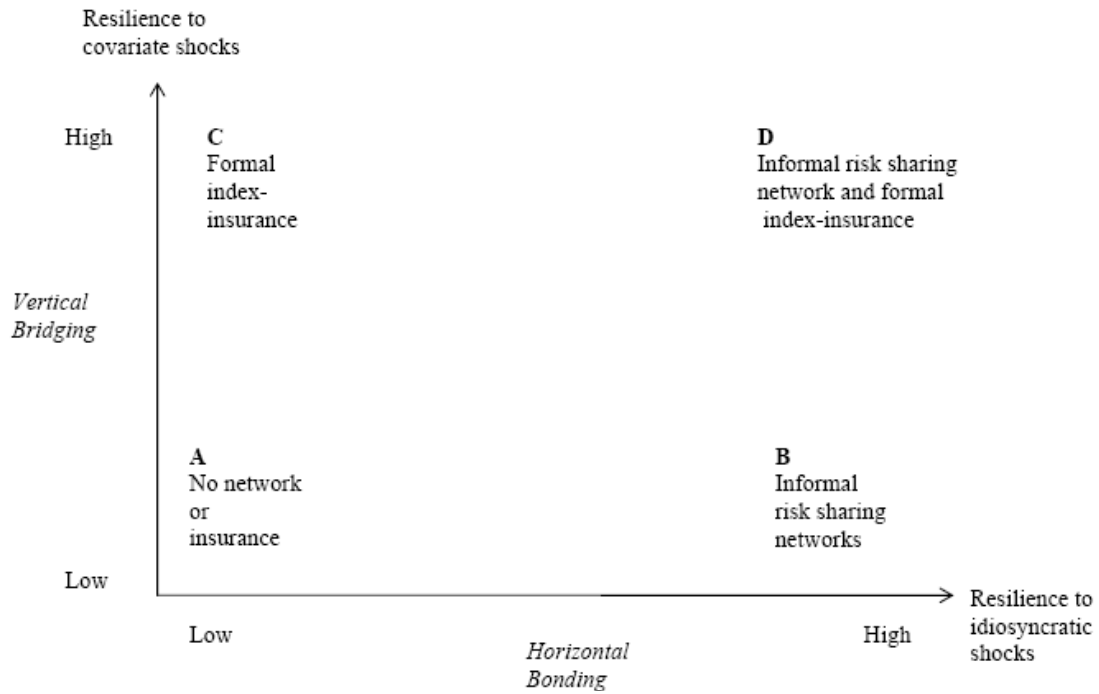 Resilience to
covariate shocks
High
C
Formal
index-
insurance
D
Informal risk sharing
network and formal
index-insurance
Vertical
Bridging
A
No network
or
insurance
B
Informal
risk sharing
networks
Low
Low
High
Resilience to
idiosyncratic
shocks
Horizontal
Bonding